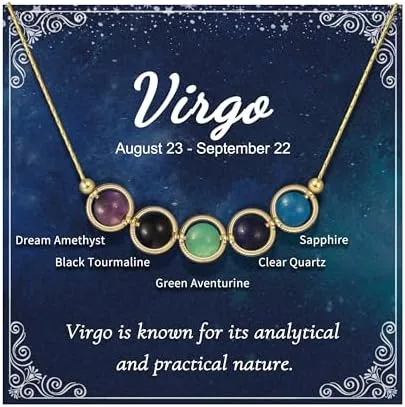 Virgo
August 23 - September 22
Dream Amethyst
Sapphire
Black Tourmaline
Clear Quartz
Green Aventurine
Virgo is known for its analytical
and practical nature.